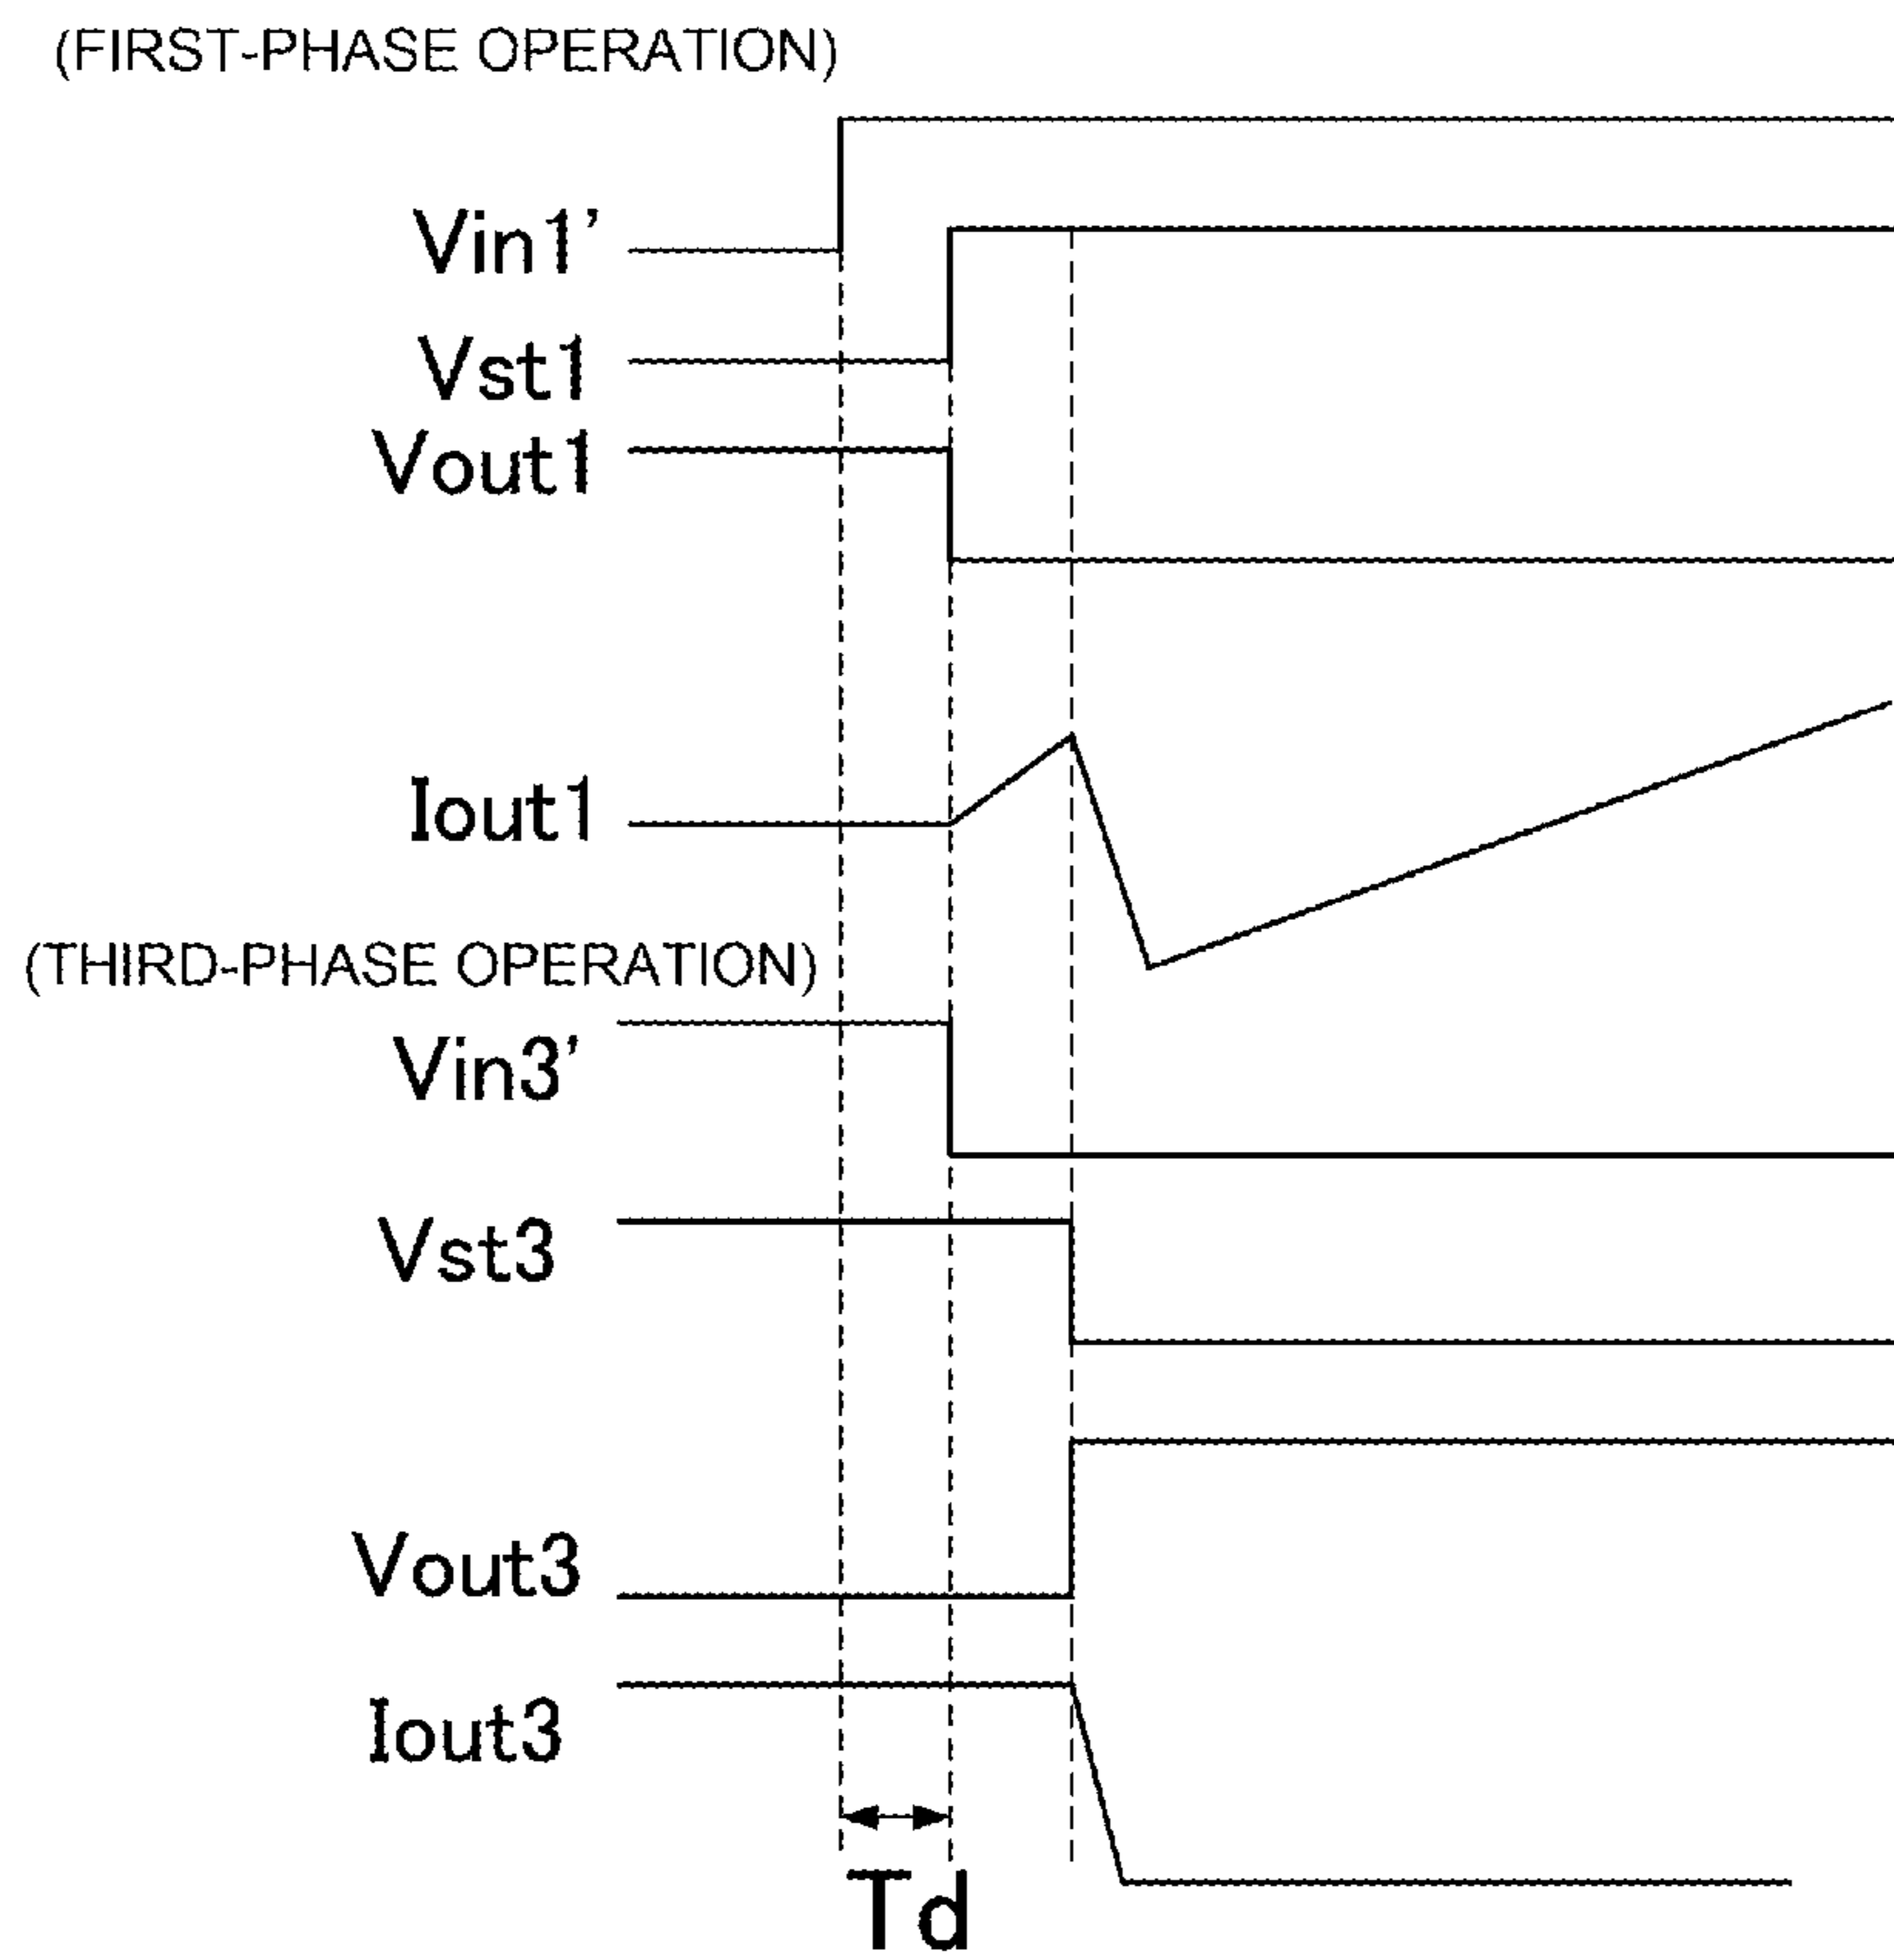 (FIRST-PHASE OPERATION)
Vin1'
Vst1
Vout1
Iout1
(THIRD-PHASE OPERATION)
Vin3'
Vst3
Vout3
Iout3
Td